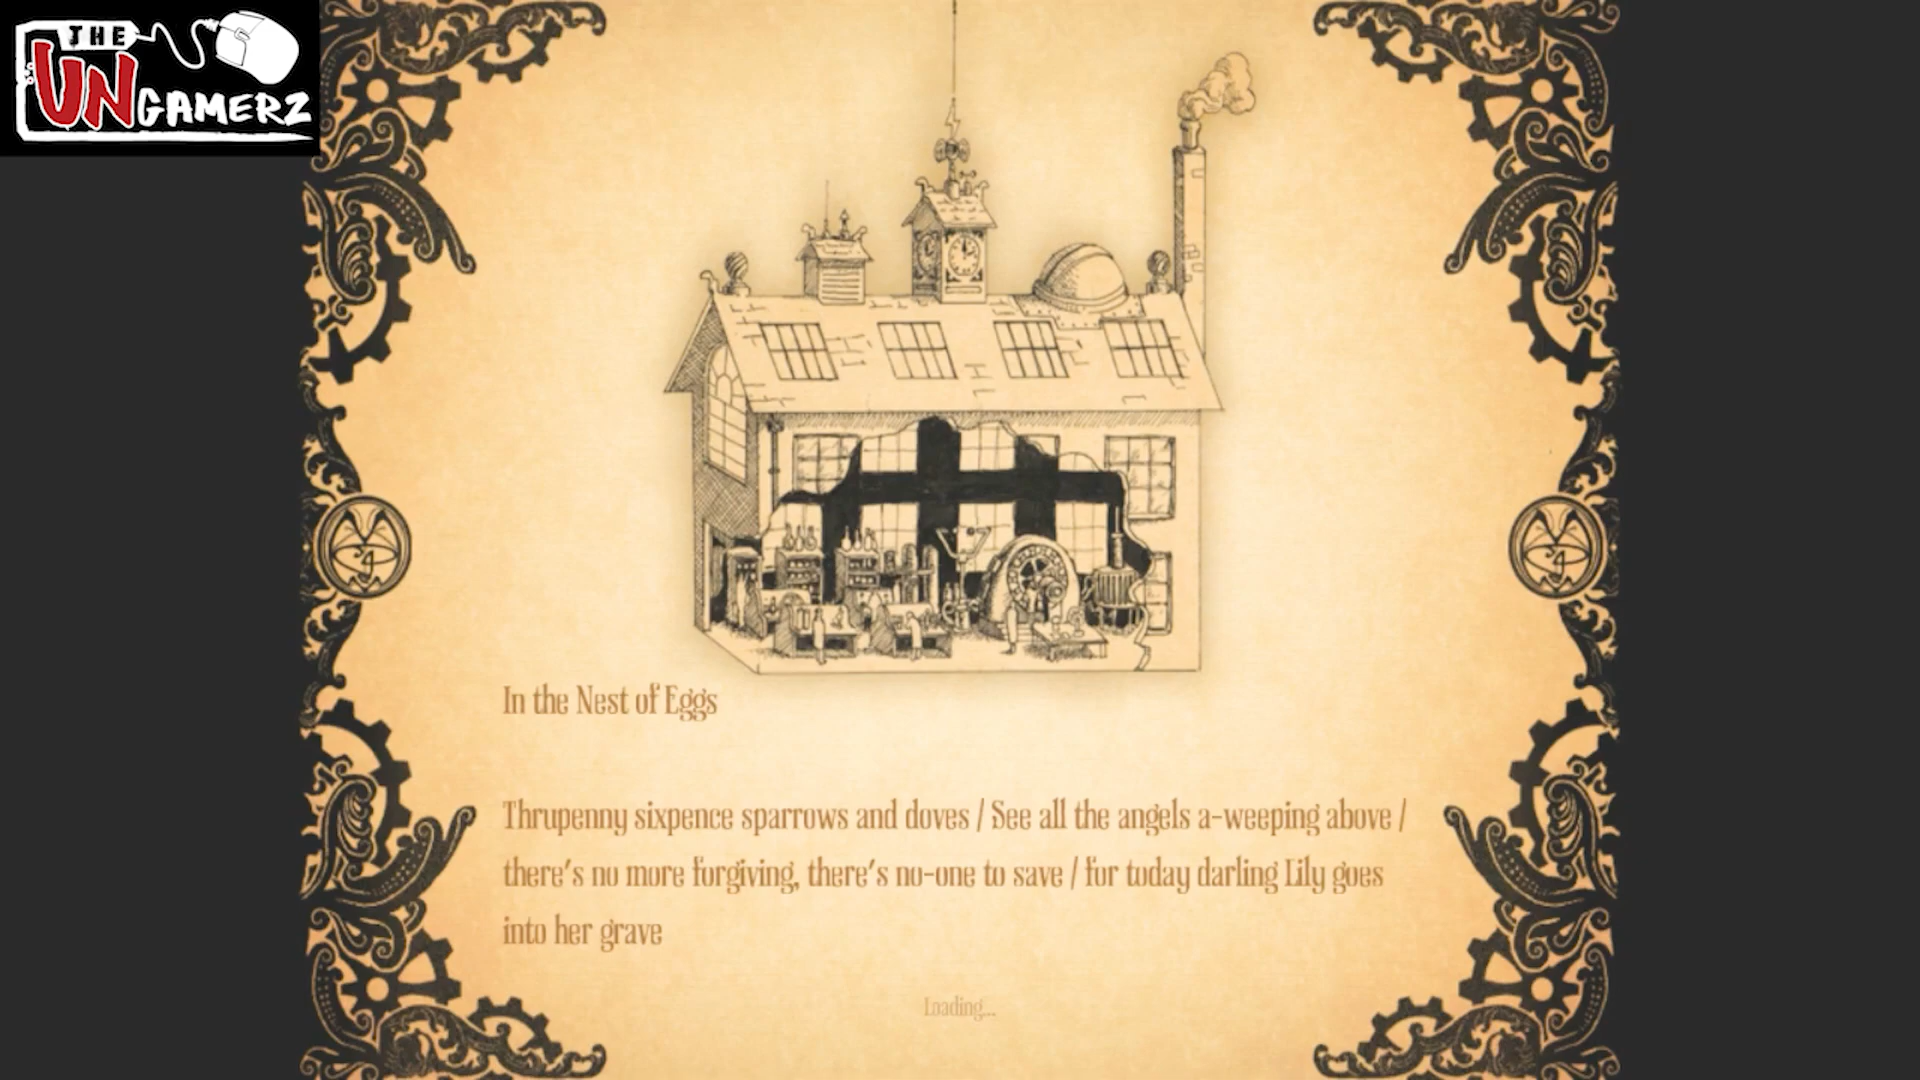 THE
UNGAMERZ
In the Nest of Eggs
Thrupenny sixpence sparrows and doves / See all the angels a-weeping above /
there's no more forgiving, there's no-one to save / for today darling Lily goes
into her grave
Loading...